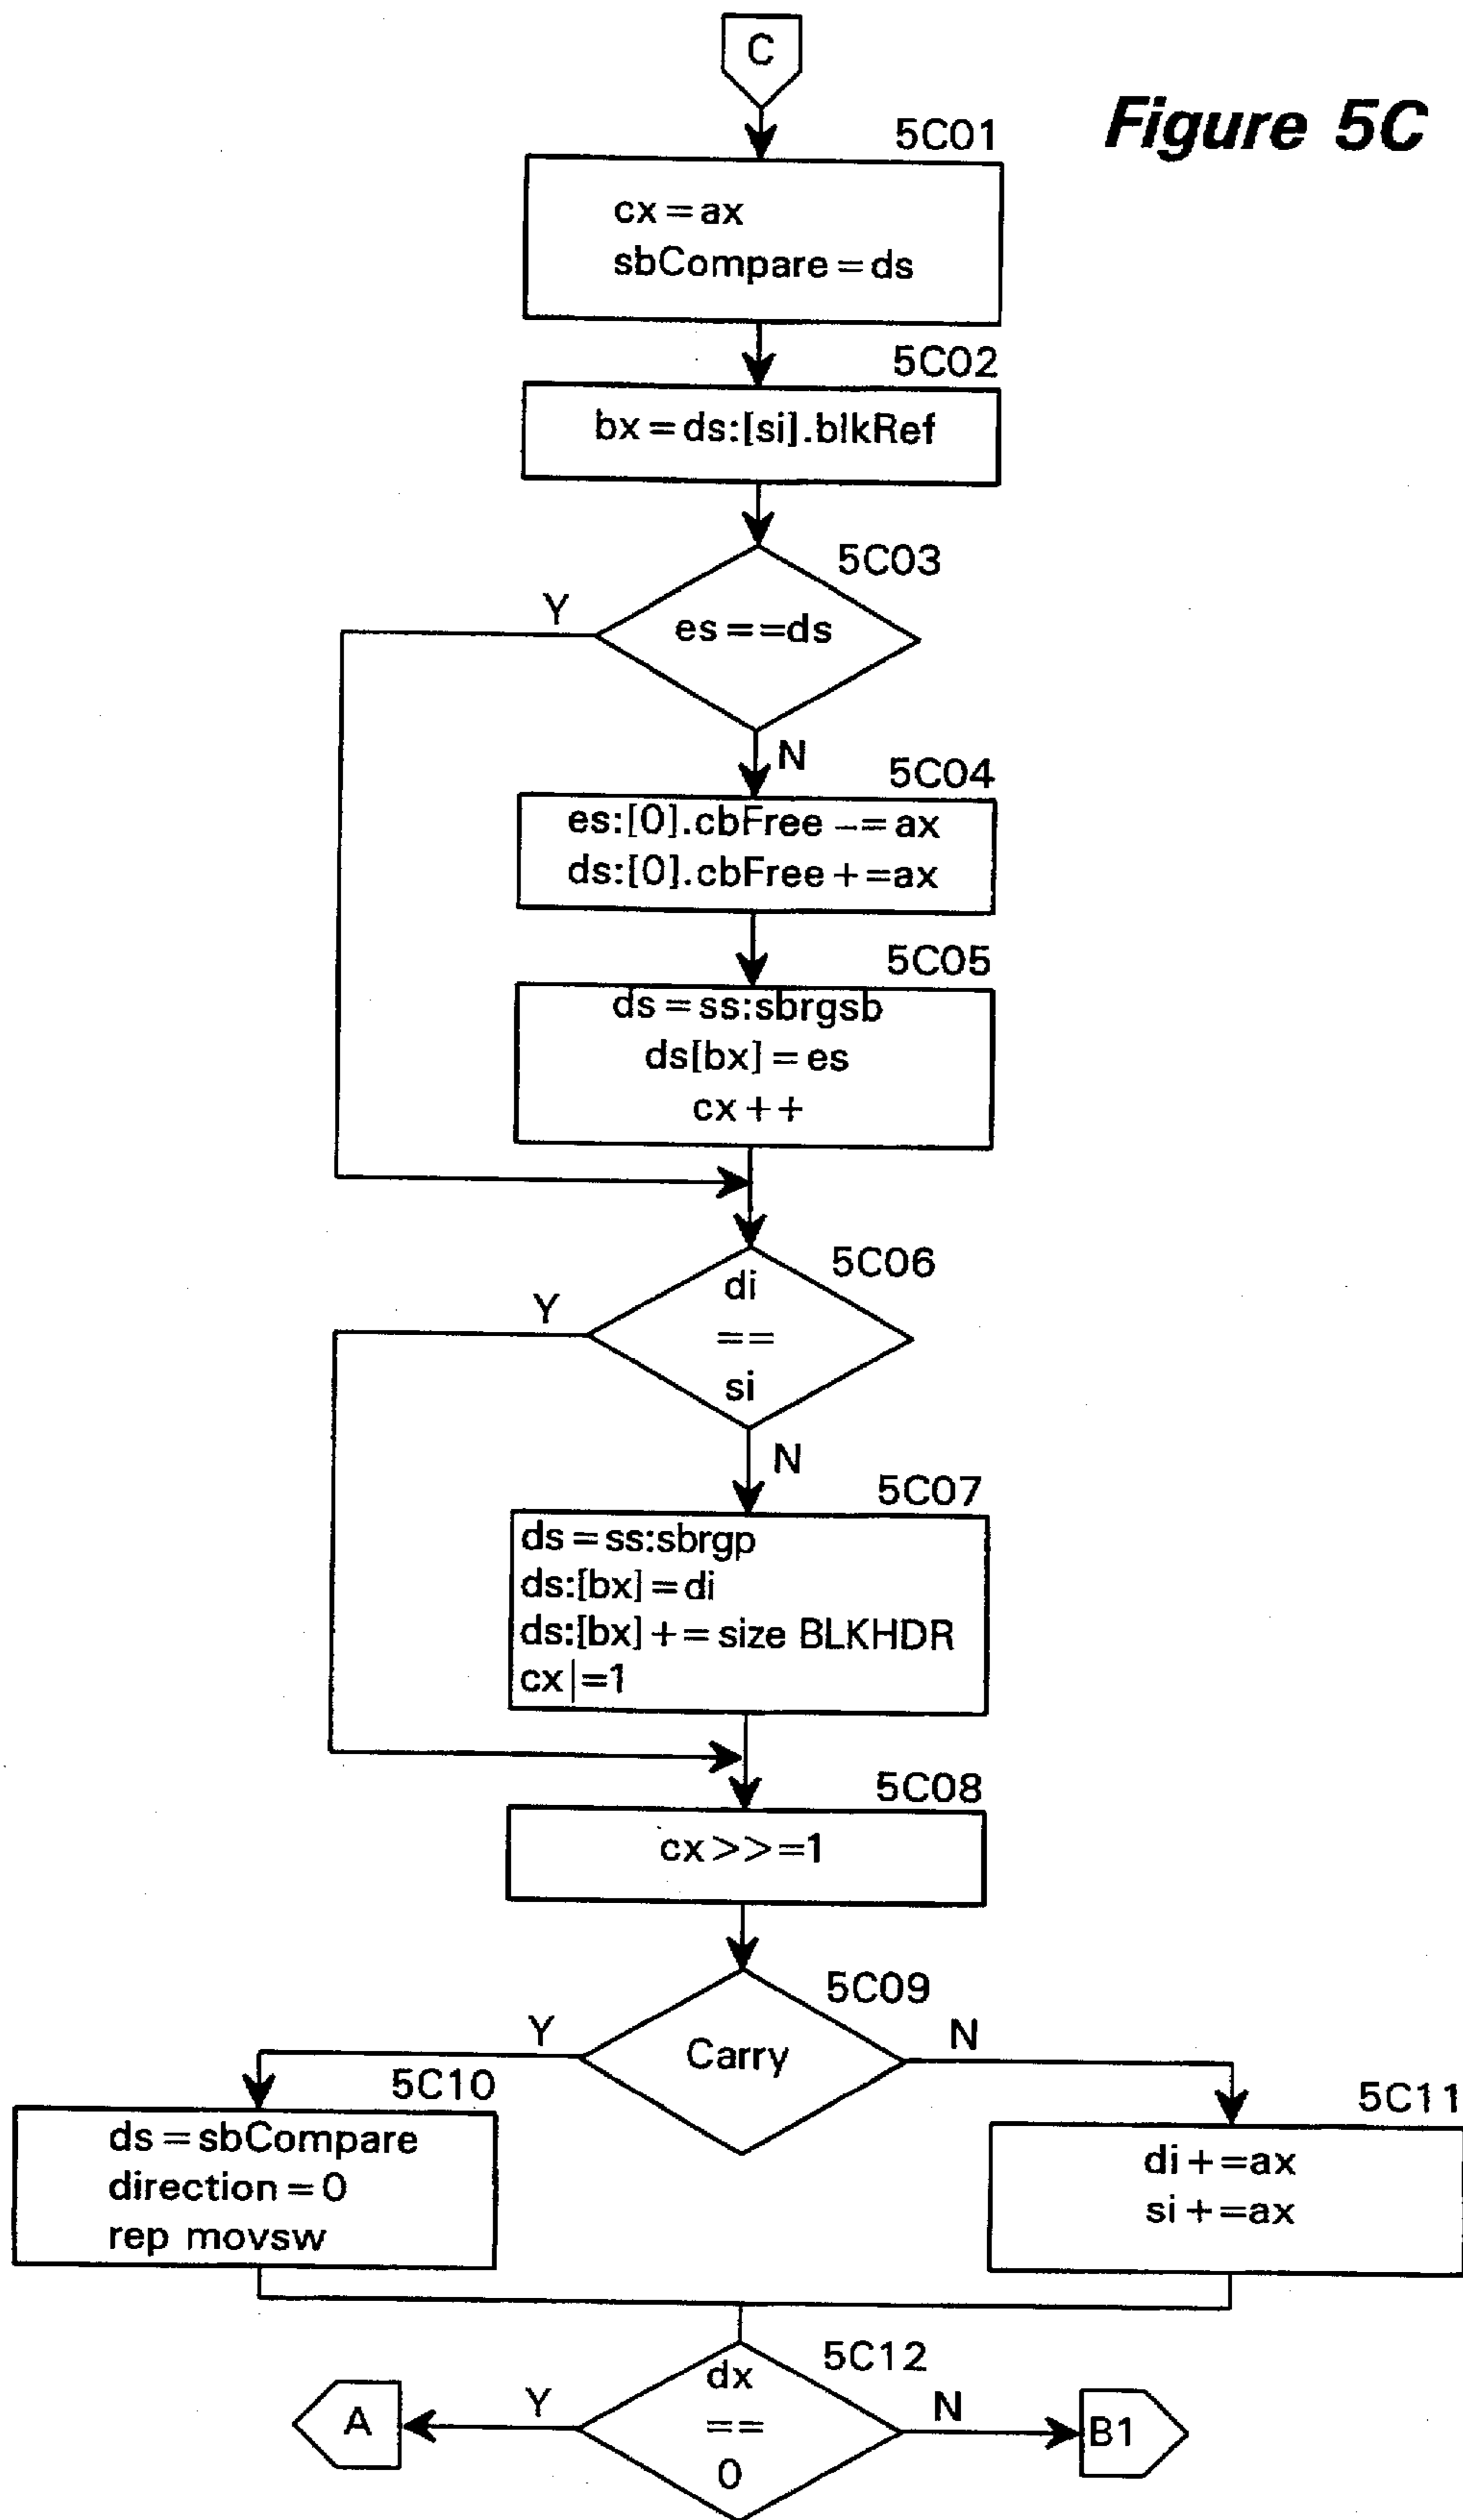 C
Figure 5C
5C01
cx = ax
sbCompare = ds
5C02
bx = ds:[si].blkRef
5C03
Y
es = =ds
N
5C04
es:[0].cbFree –= ax
ds:[0].cbFree + =ax
5C05
ds = ss:sbrgsb
ds[bx] = es
cx + +
5C06
Y
di
= =
si
N
5C07
ds = ss:sbrgp
ds:[bx] = di
ds:[bx] + = size BLKHDR
cx |=1
5C08
cx >>=1
5C09
Y
Carry
N
5C10
ds = sbCompare
direction = 0
rep movsw
5C11
di + =ax
si + =ax
5C12
dx
= =
0
Y
A
N
B1